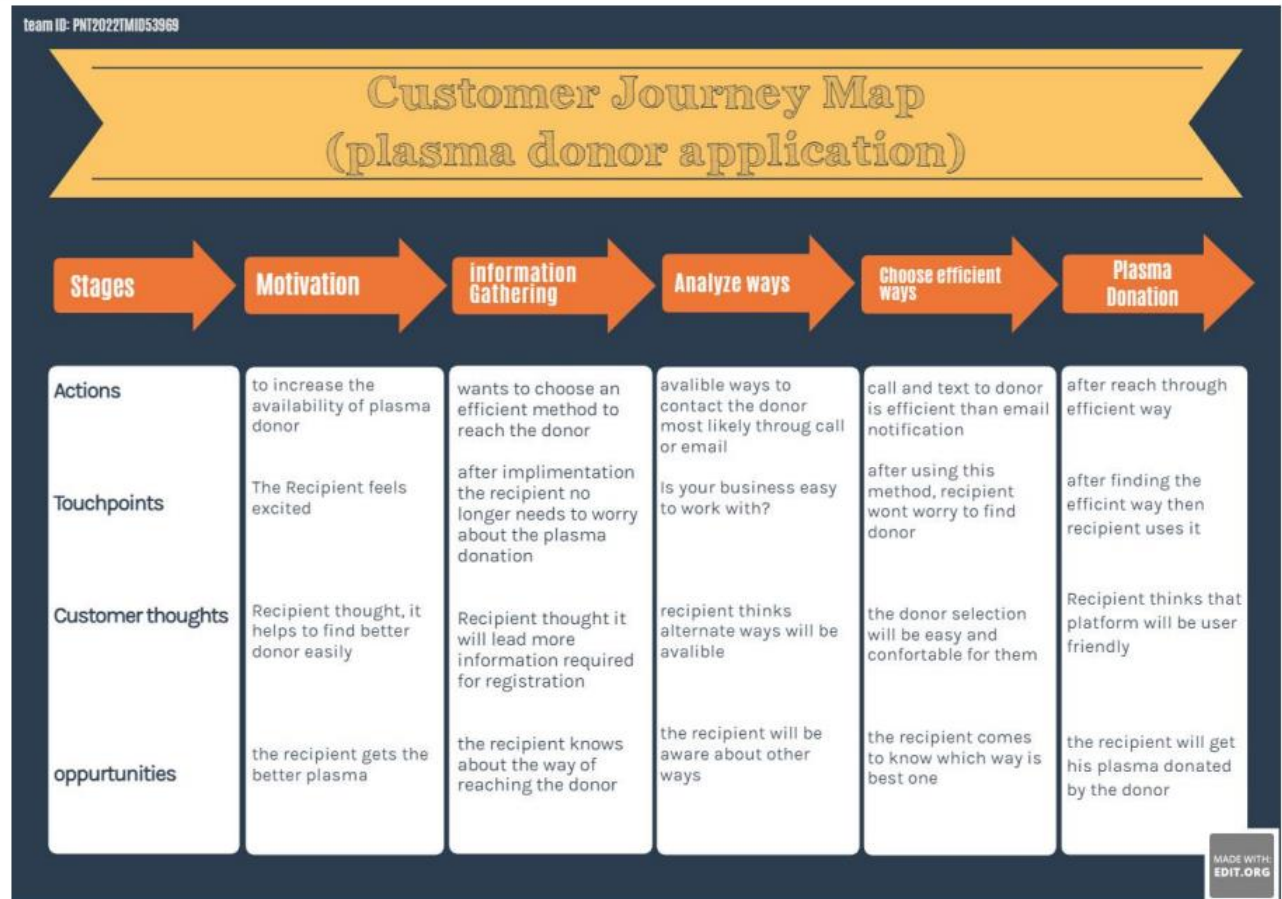 team ID: PNT2022TMID53969
Customer Journey Map
(plasma donor application)
Stages
Motivation
information
Gathering
Analyze ways
Choose efficient
ways
Plasma
Donation
Actions
to increase the
availability of plasma
donor
wants to choose an
efficient method to
reach the donor
avalible ways to
contact the donor
most likely throug call
or email
call and text to donor
is efficient than email
notification
after reach through
efficient way
Touchpoints
The Recipient feels
excited
after implimentation
the recipient no
longer needs to worry
about the plasma
donation
Is your business easy
to work with?
after using this
method, recipient
wont worry to find
donor
after finding the
efficint way then
recipient uses it
Customer thoughts
Recipient thought, it
helps to find better
donor easily
Recipient thought it
will lead more
information required
for registration
recipient thinks
alternate ways will be
avalible
the donor selection
will be easy and
confortable for them
Recipient thinks that
platform will be user
friendly
oppurtunities
the recipient gets the
better plasma
the recipient knows
about the way of
reaching the donor
the recipient will be
aware about other
ways
the recipient comes
to know which way is
best one
the recipient will get
his plasma donated
by the donor
MADE WITH:
EDIT.ORG